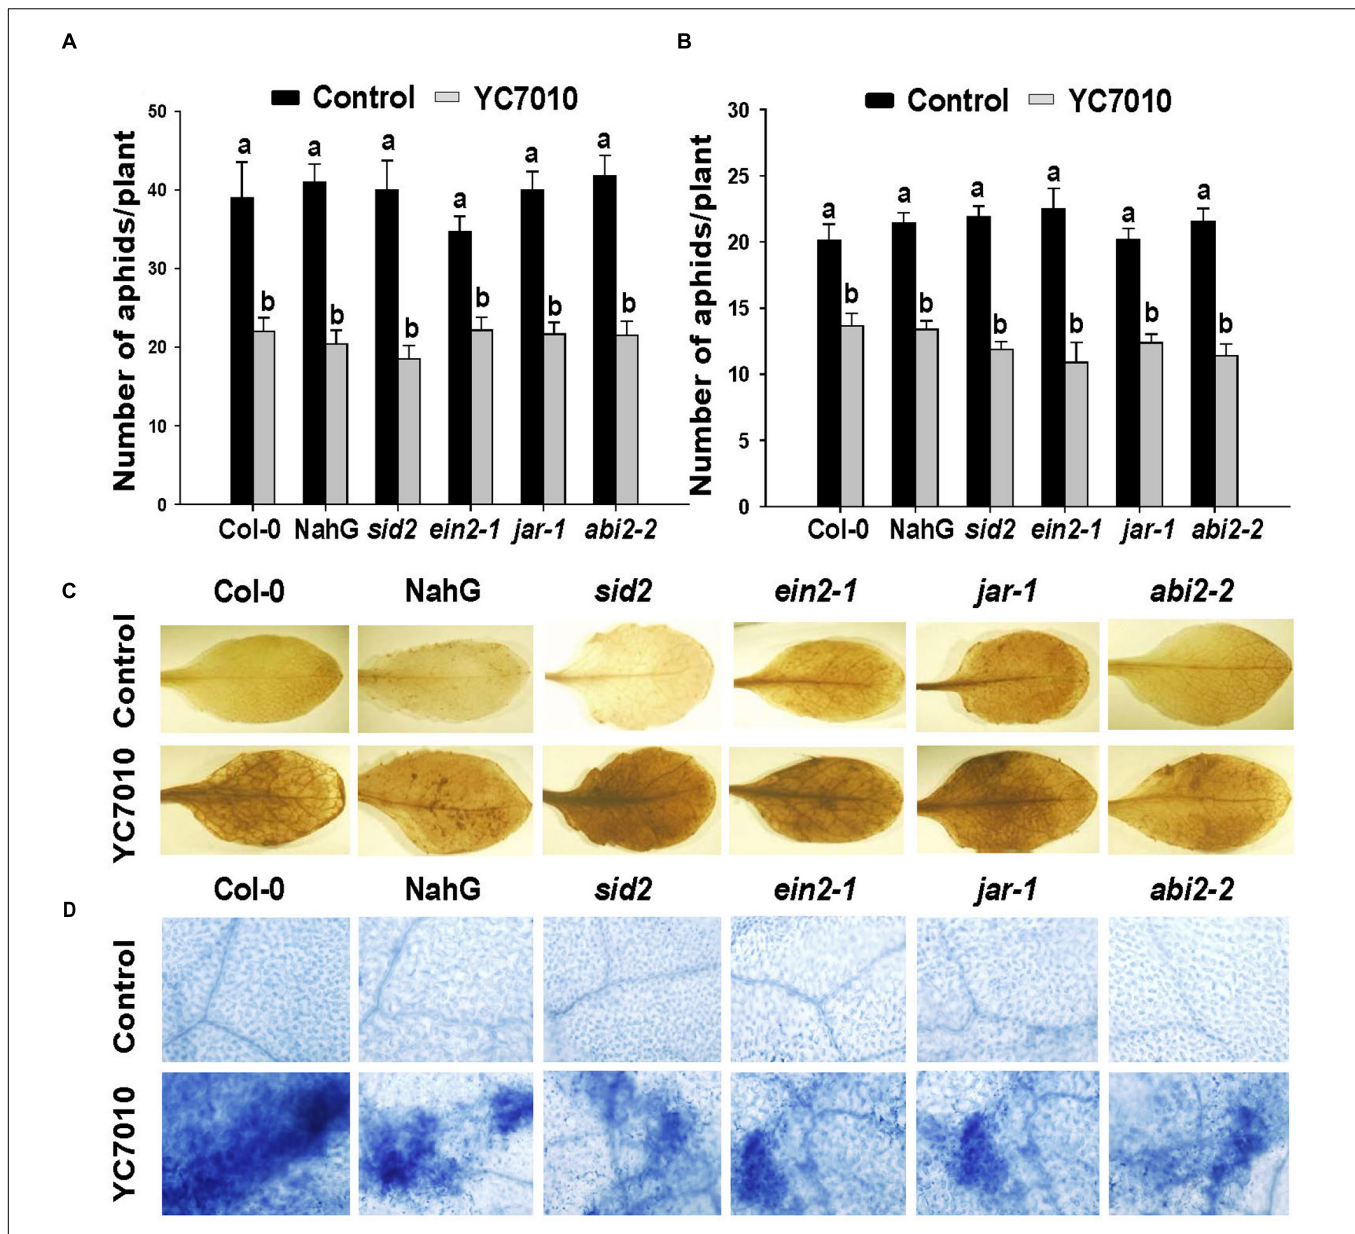 A
B
Control YC7010
Control YC7010
Number of aphids/plant
50
40
30
20
10
0
a a a a a a
b b b b b b
Col-0 NahG sid2 ein2-1 jar-1 abi2-2
Number of aphids/plant
30
25
20
15
10
5
0
a a a a a a
b b b b b b
Col-0 NahG sid2 ein2-1 jar-1 abi2-2
C
Col-0 NahG sid2 ein2-1 jar-1 abi2-2
Control
YC7010
D
Col-0 NahG sid2 ein2-1 jar-1 abi2-2
Control
YC7010